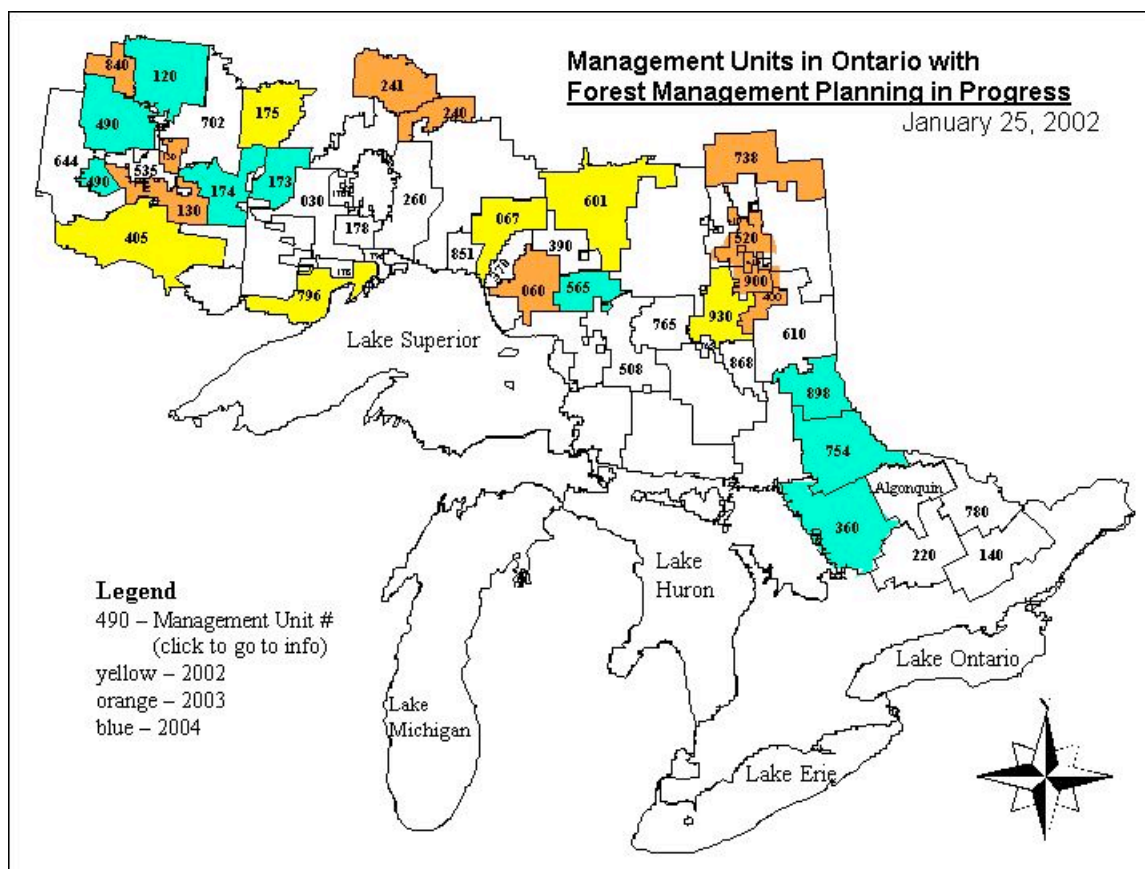 Management Units in Ontario with
Forest Management Planning in Progress
January 25, 2002
840
120
241
175
240
490
702
738
644
535
130
490
174
173
030
260
601
130
067
520
405
178
851
390
900
796
060
565
400
930
765
610
Lake Superior
508
868
898
754
Algonquin
360
780
220
140
Lake
Huron
Legend
490 – Management Unit #
(click to go to info)
yellow – 2002
orange – 2003
blue – 2004
Lake
Michigan
Lake Ontario
Lake Erie